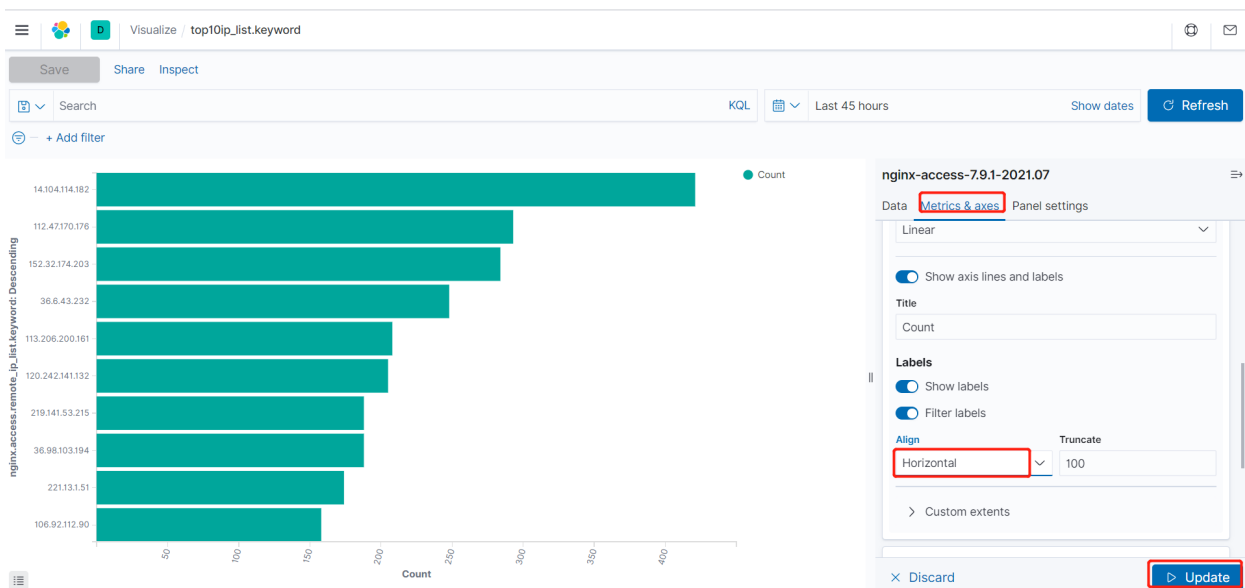 D Visualize / top10ip_list.keyword
Save Share Inspect
Search KQL Last 45 hours Show dates Refresh
+ Add filter
Count
14.104.114.182
112.47.170.176
152.32.174.203
36.6.43.232
113.206.200.161
120.242.141.132
219.141.53.215
36.98.103.194
221.13.1.51
106.92.112.90
nginx.access.remote_ip_list.keyword: Descending
50 100 150 200 250 300 350 400
Count
nginx-access-7.9.1-2021.07
Data Metrics & axes Panel settings
Linear
Show axis lines and labels
Title
Count
Labels
Show labels
Filter labels
Align Truncate
Horizontal 100
Custom extents
Discard Update